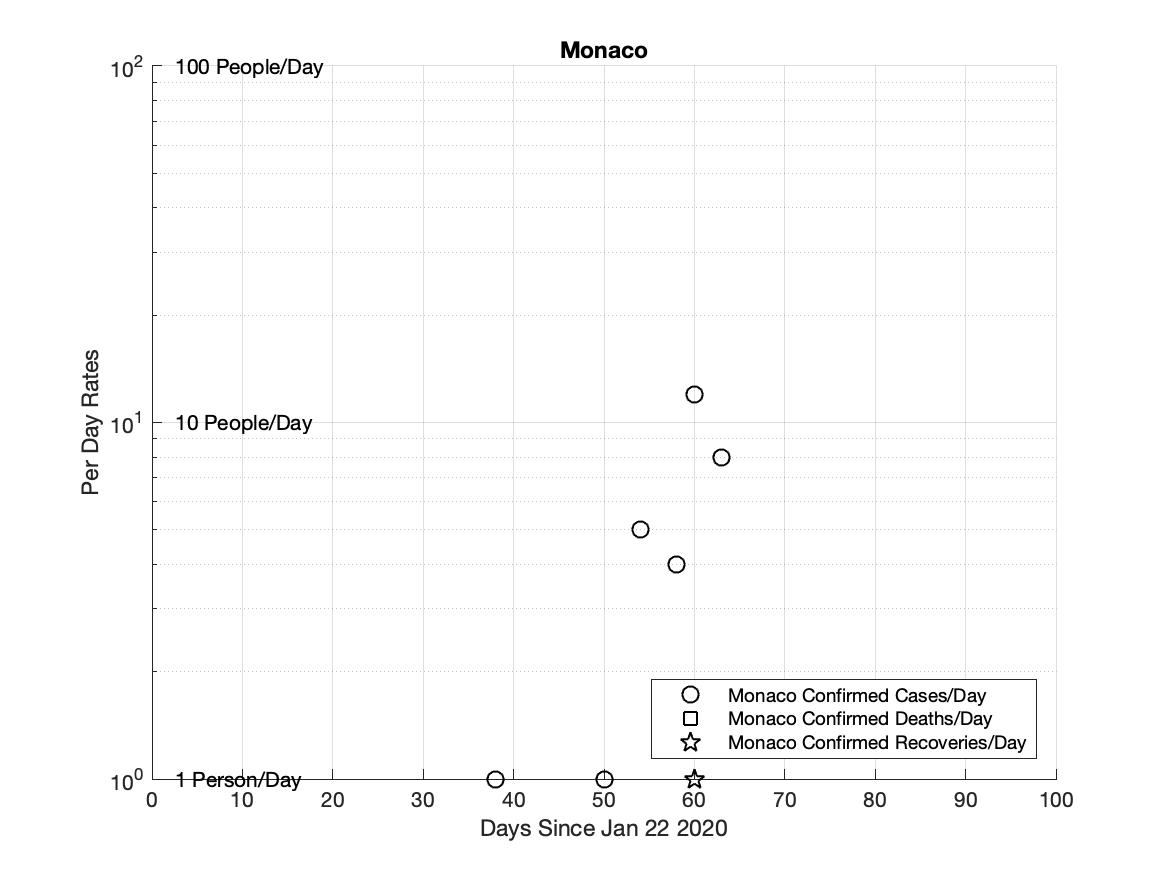 Monaco
10^2
100 People/Day
10^1
10 People/Day
10^0
1 Person/Day
Per Day Rates
Monaco Confirmed Cases/Day
Monaco Confirmed Deaths/Day
Monaco Confirmed Recoveries/Day
0 10 20 30 40 50 60 70 80 90 100
Days Since Jan 22 2020